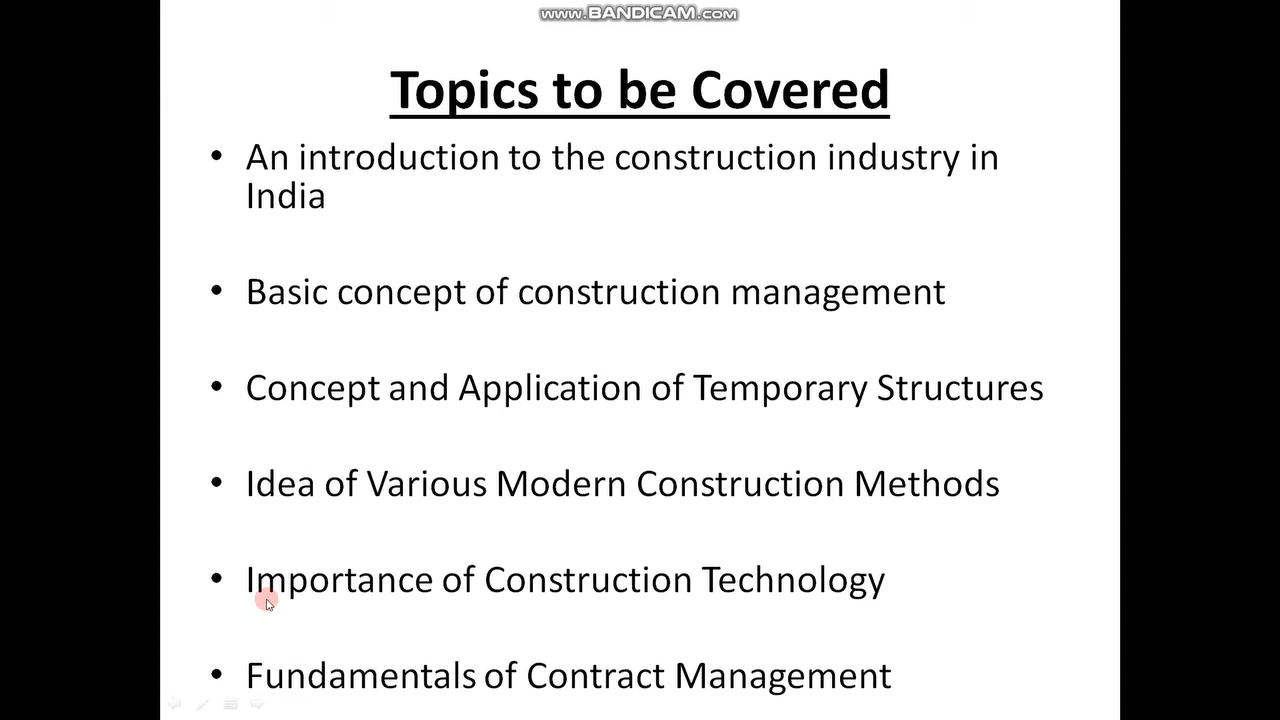 www.BANDICAM.com
Topics to be Covered
• An introduction to the construction industry in
India
• Basic concept of construction management
• Concept and Application of Temporary Structures
• Idea of Various Modern Construction Methods
• Importance of Construction Technology
• Fundamentals of Contract Management